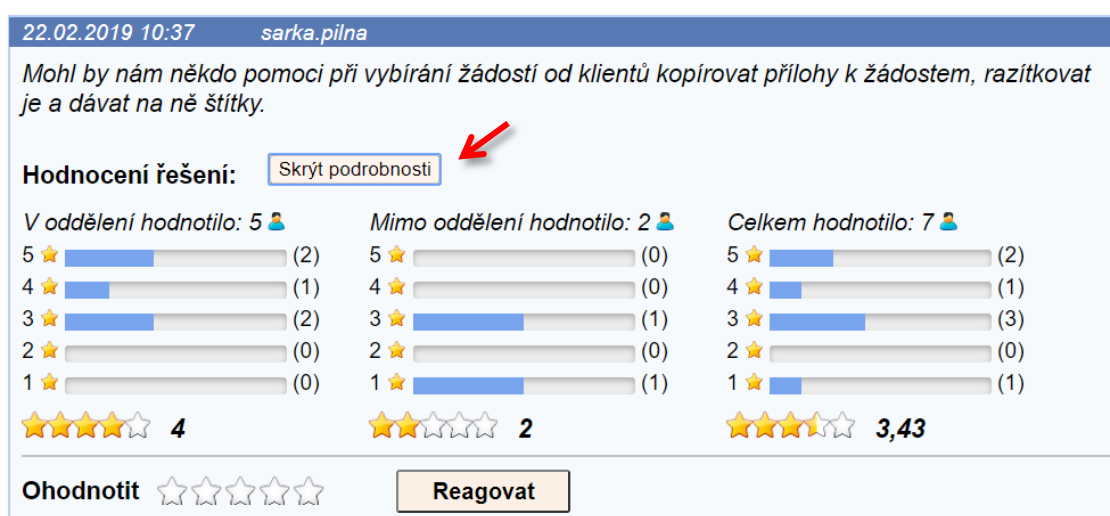 22.02.2019 10:37 sarka.pilna
Mohl by nám někdo pomoci při vybírání žádostí od klientů kopírovat přílohy k žádostem, razítkovat
je a dávat na ně štítky.
Hodnocení řešení: Skrýt podrobnosti
V oddělení hodnotilo: 5 Mimo oddělení hodnotilo: 2 Celkem hodnotilo: 7
5 (2) 5 (0) 5 (2)
4 (1) 4 (0) 4 (1)
3 (2) 3 (1) 3 (3)
2 (0) 2 (0) 2 (0)
1 (0) 1 (1) 1 (1)
4 2 3,43
Ohodnotit Reagovat